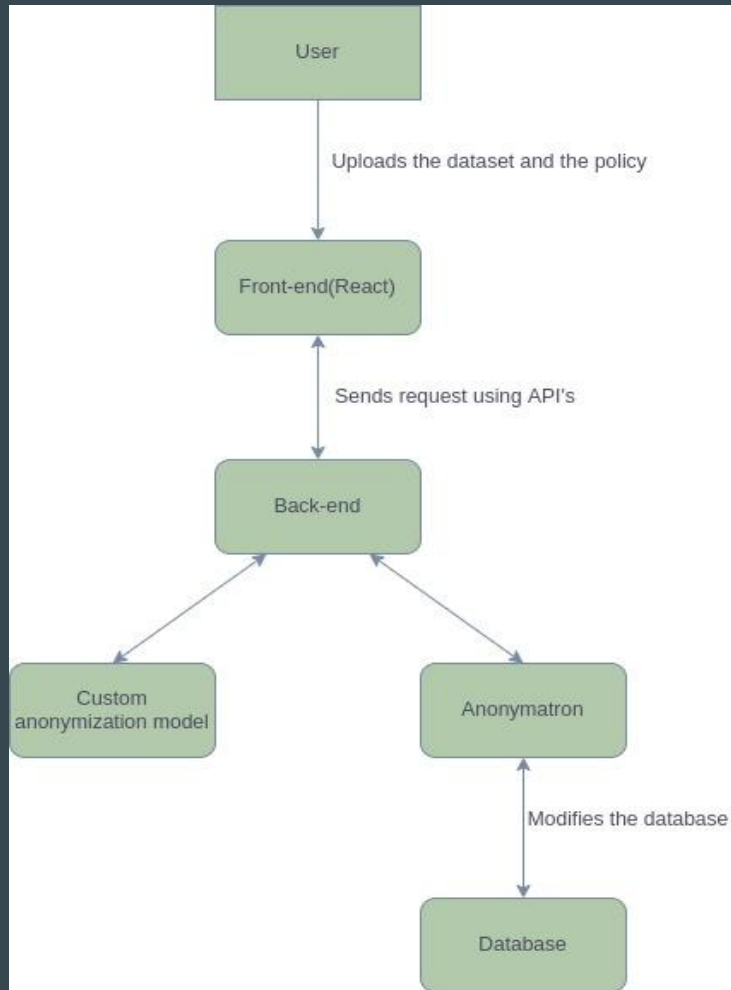 User
Uploads the dataset and the policy
Front-end(React)
Sends request using API's
Back-end
Custom
anonymization model
Anonymatron
Modifies the database
Database